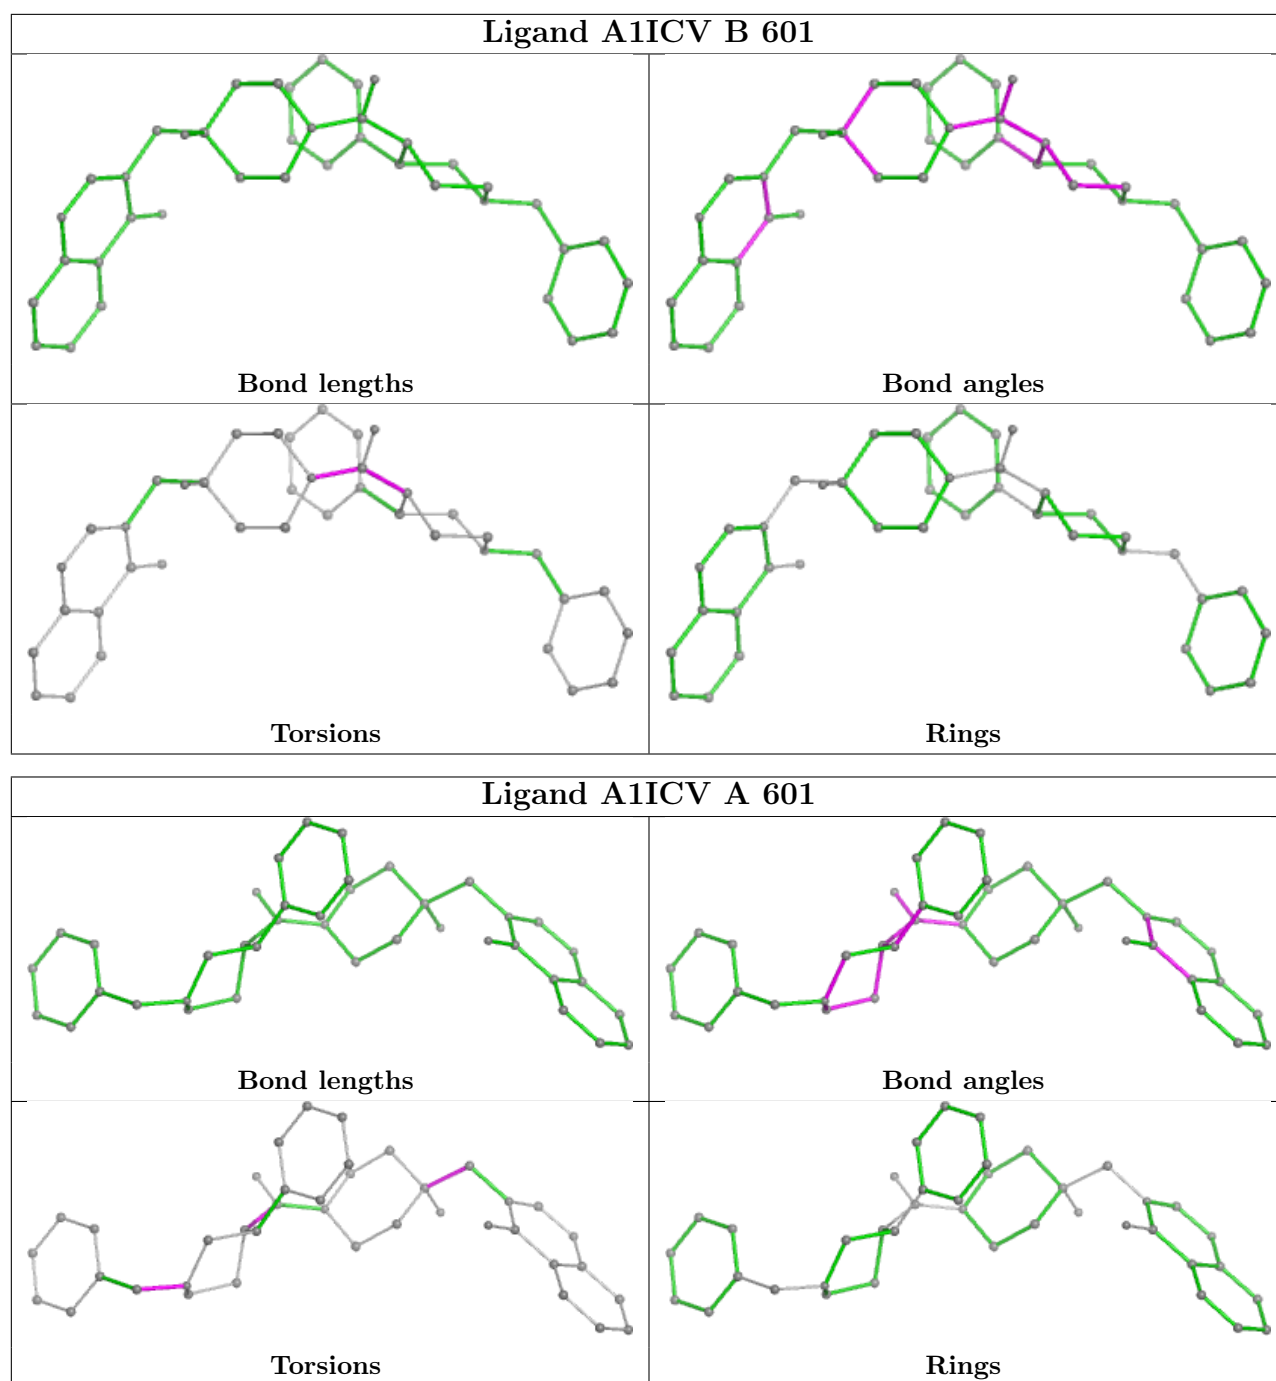 Ligand A1ICV B 601
Bond lengths
Bond angles
Torsions
Rings
Ligand A1ICV A 601
Bond lengths
Bond angles
Torsions
Rings